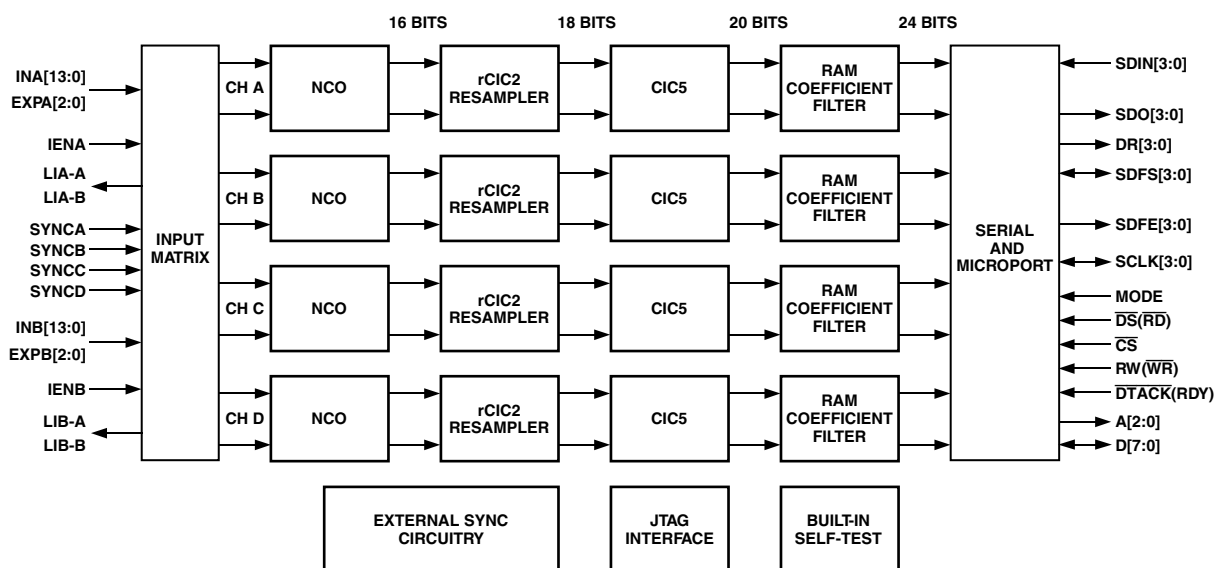 16 BITS 18 BITS 20 BITS 24 BITS
INA[13:0]
EXPA[2:0]
IENA
LIA-A
LIA-B
SYNCA
SYNCB
SYNCC
SYNCD
INB[13:0]
EXPB[2:0]
IENB
LIB-A
LIB-B
INPUT
MATRIX
CH A
NCO
rCIC2
RESAMPLER
CIC5
RAM
COEFFICIENT
FILTER
CH B
NCO
rCIC2
RESAMPLER
CIC5
RAM
COEFFICIENT
FILTER
CH C
NCO
rCIC2
RESAMPLER
CIC5
RAM
COEFFICIENT
FILTER
CH D
NCO
rCIC2
RESAMPLER
CIC5
RAM
COEFFICIENT
FILTER
SERIAL
AND
MICROPORT
SDIN[3:0]
SDO[3:0]
DR[3:0]
SDFS[3:0]
SDFE[3:0]
SCLK[3:0]
MODE
D̅S̅(R̅D̅)
C̅S̅
RW(W̅R̅)
D̅T̅A̅C̅K̅(RDY)
A[2:0]
D[7:0]
EXTERNAL SYNC
CIRCUITRY
JTAG
INTERFACE
BUILT-IN
SELF-TEST